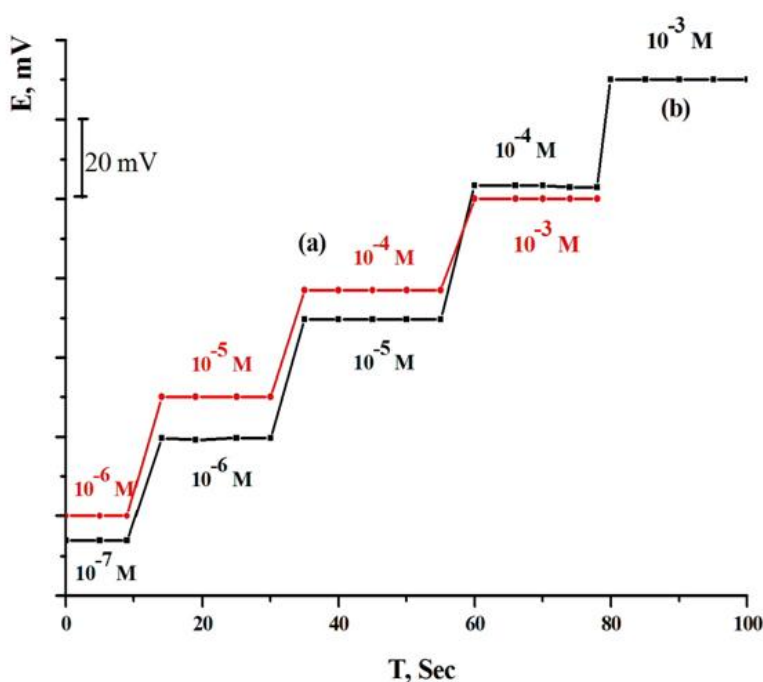 E, mV
20 mV
10⁻³ M
(b)
10⁻⁴ M
10⁻³ M
(a)
10⁻⁴ M
10⁻⁵ M
10⁻⁵ M
10⁻⁶ M
10⁻⁶ M
10⁻⁷ M
0 20 40 60 80 100
T, Sec